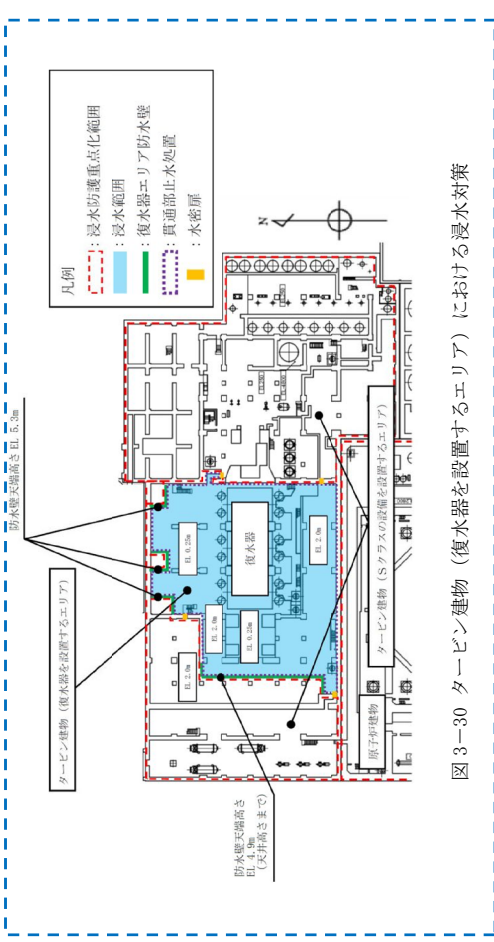 防水壁天端高さ EL 5.3m
タービン建物（復水器を設置するエリア）
凡例
：浸水防護重点化範囲
：浸水範囲
：復水器エリア防水壁
：貫通部止水処置
：水密扉
N
EL 0.25m
復水器
EL 2.0m
EL 2.0m
EL 0.25m
EL 2.0m
防水壁天端高さ
EL 4.9m
（天井高さまで）
タービン建物（Sクラスの設備を設置するエリア）
原子炉建物
図 3－30 タービン建物（復水器を設置するエリア）における浸水対策